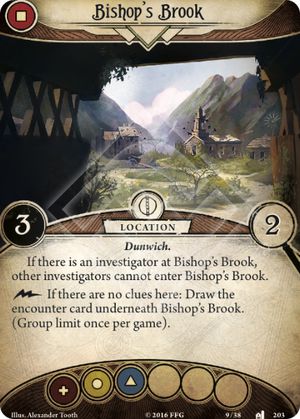 Bishop's Brook
3
LOCATION
2
Dunwich.
If there is an investigator at Bishop's Brook,
other investigators cannot enter Bishop's Brook.
If there are no clues here: Draw the
encounter card underneath Bishop's Brook.
(Group limit once per game).
Illus. Alexander Tooth
© 2016 FFG
9/38
203